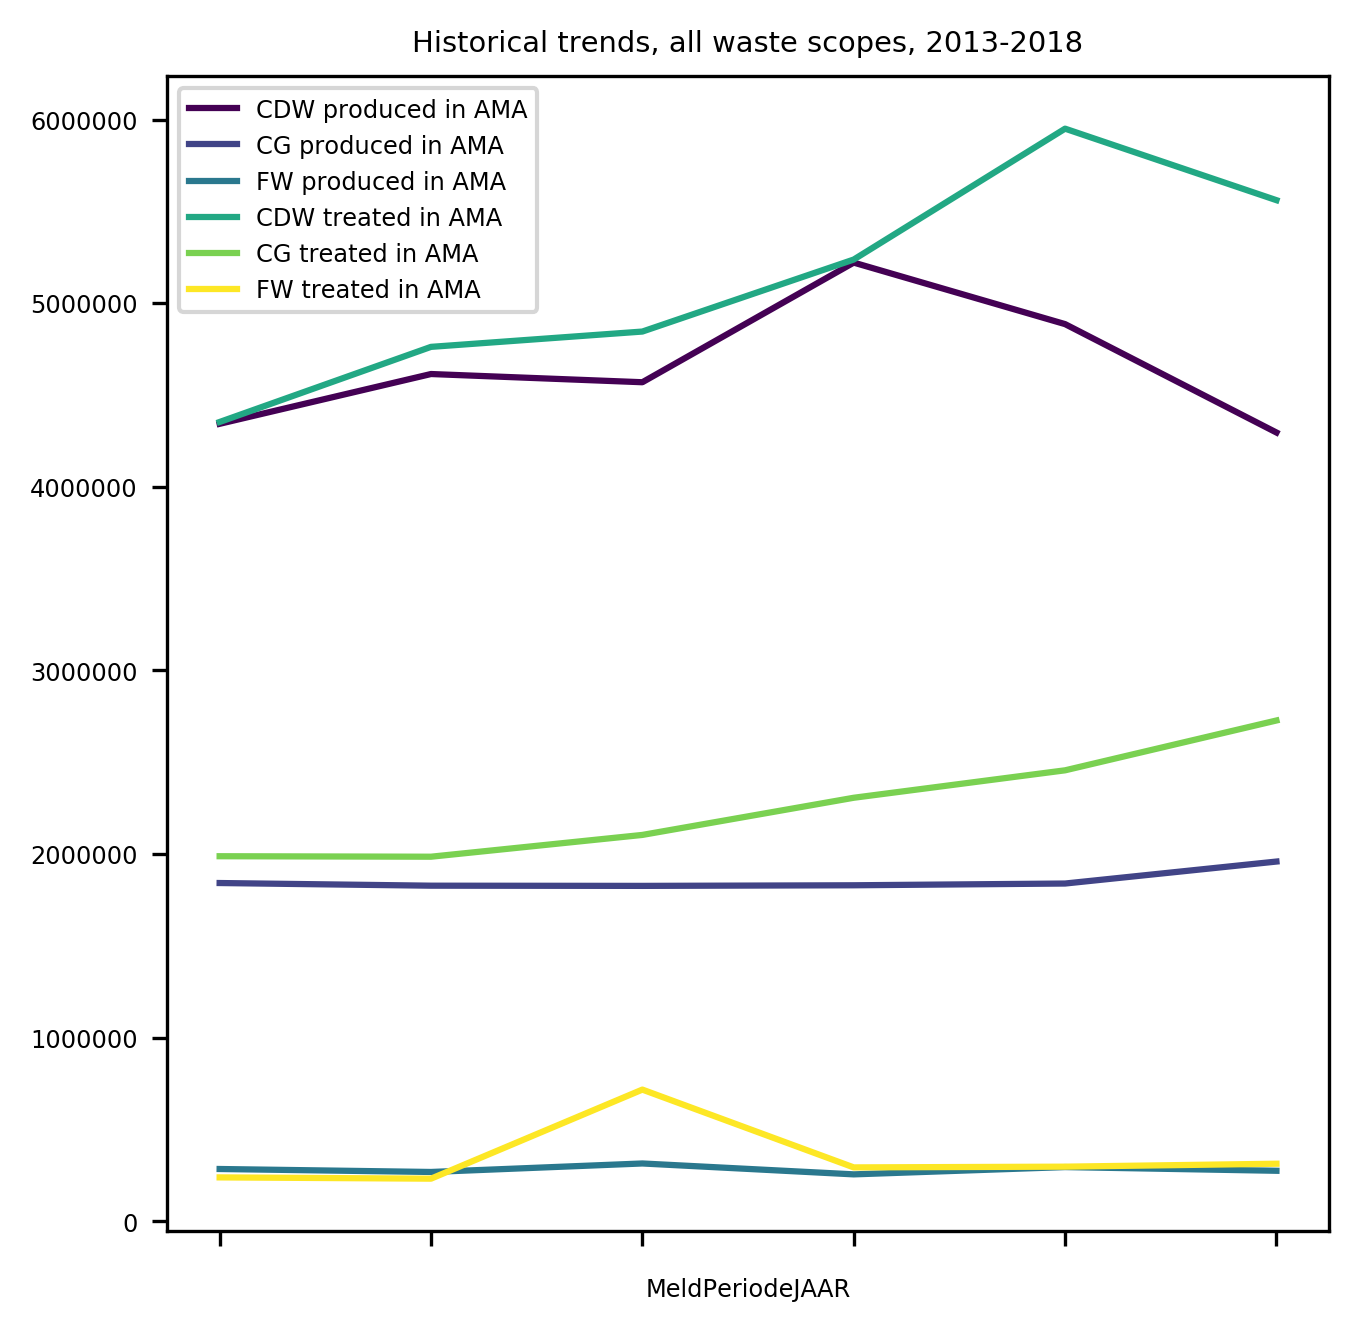 Historical trends, all waste scopes, 2013-2018
CDW produced in AMA
CG produced in AMA
FW produced in AMA
CDW treated in AMA
CG treated in AMA
FW treated in AMA
6000000
5000000
4000000
3000000
2000000
1000000
0
MeldPeriodeJAAR